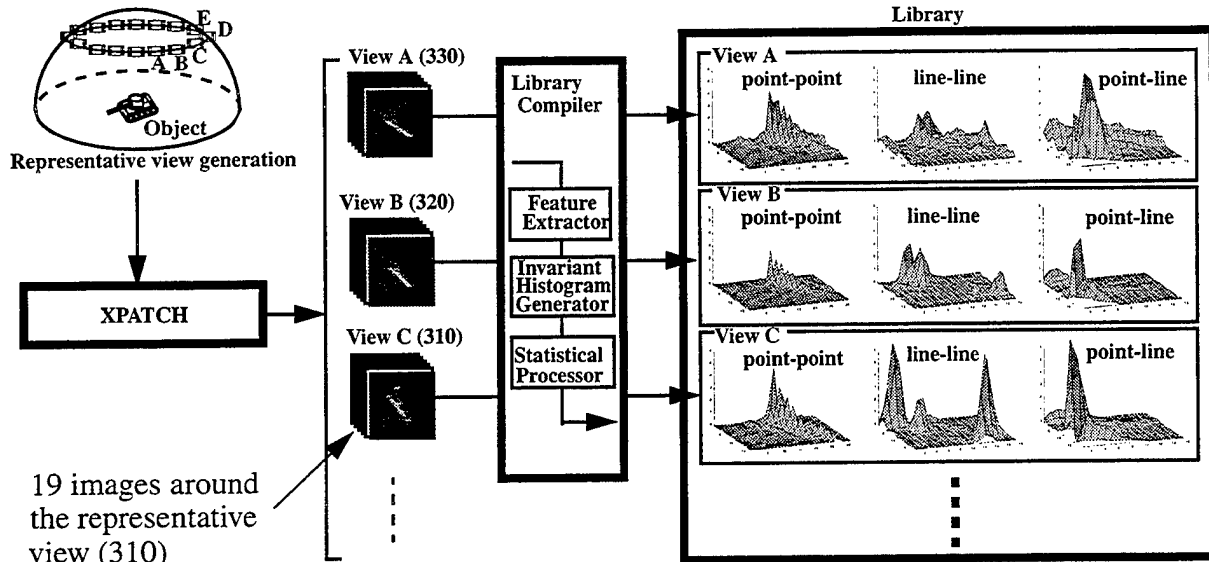 E
D
C
A B
Object
Representative view generation
XPATCH
View A (330)
View B (320)
View C (310)
19 images around
the representative
view (310)
Library
Compiler
Feature
Extractor
Invariant
Histogram
Generator
Statistical
Processor
Library
View A
point-point
line-line
point-line
View B
point-point
line-line
point-line
View C
point-point
line-line
point-line